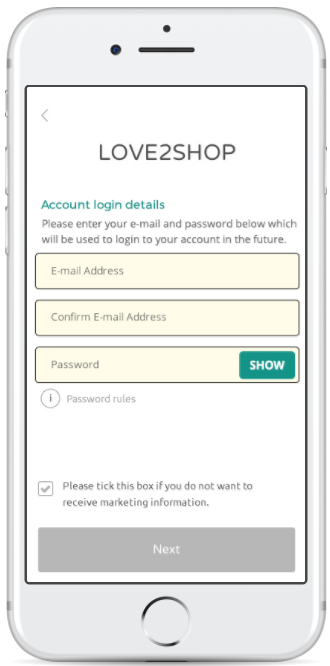 LOVE2SHOP
Account login details
Please enter your e-mail and password below which
will be used to login to your account in the future.
E-mail Address
Confirm E-mail Address
Password
SHOW
i
Password rules
Please tick this box if you do not want to
receive marketing information.
Next